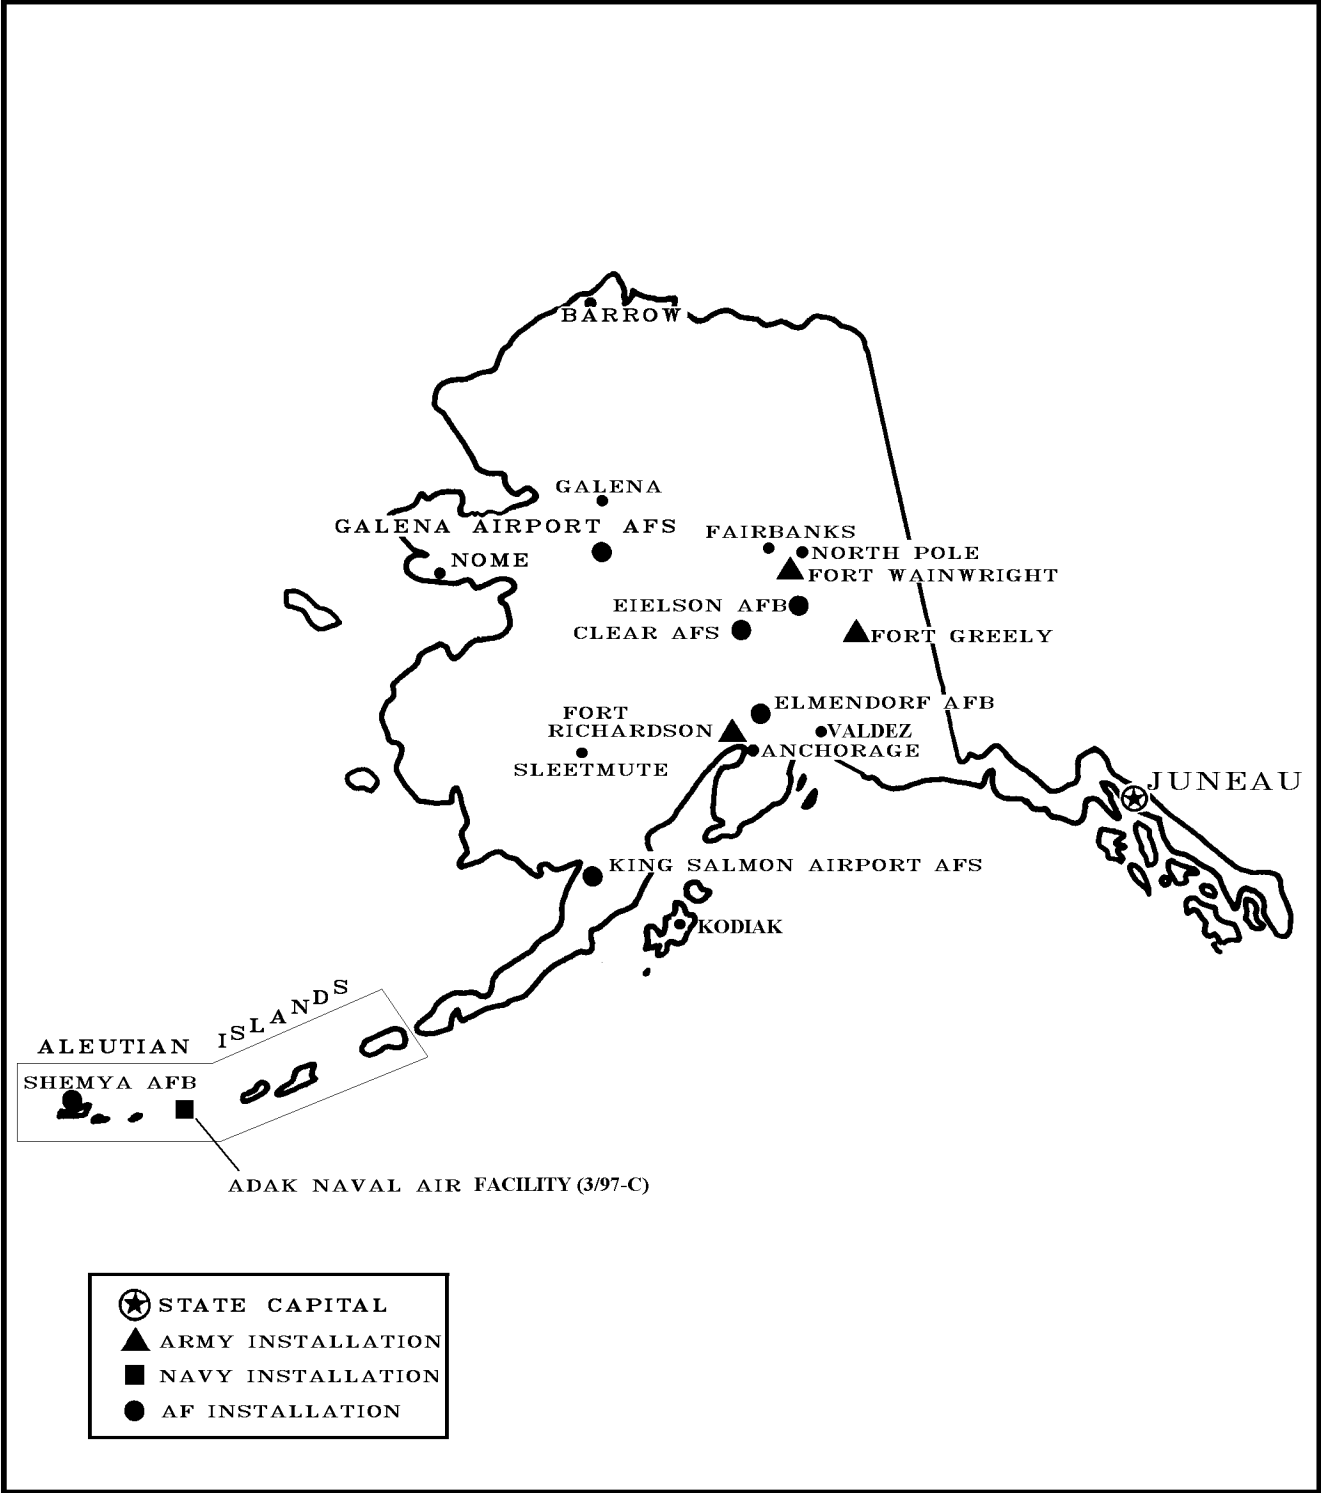 BARROW
GALENA
GALENA AIRPORT AFS
FAIRBANKS
NORTH POLE
NOME
FORT WAINWRIGHT
EIELSON AFB
CLEAR AFS
FORT GREELY
ELMENDORF AFB
FORT
RICHARDSON
VALDEZ
ANCHORAGE
SLEETMUTE
JUNEAU
KING SALMON AIRPORT AFS
KODIAK
ALEUTIAN ISLANDS
SHEMYA AFB
ADAK NAVAL AIR FACILITY (3/97-C)
STATE CAPITAL
ARMY INSTALLATION
NAVY INSTALLATION
AF INSTALLATION